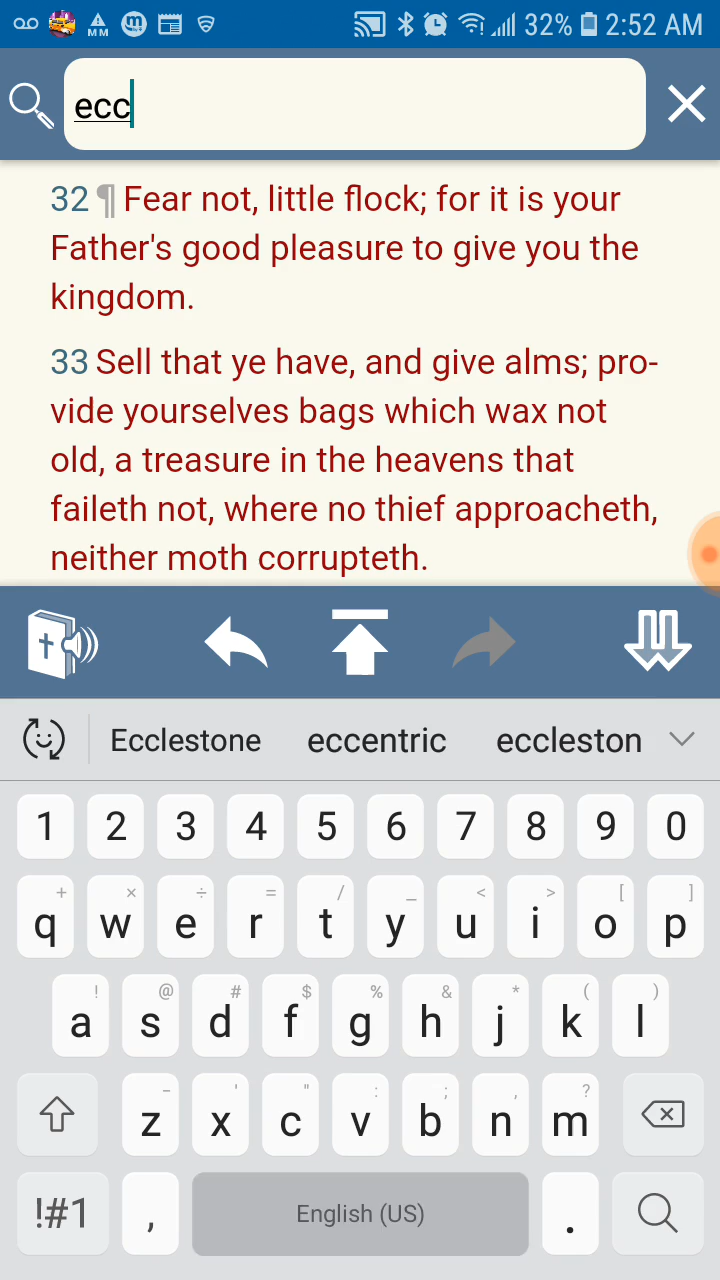 MM 32% 2:52 AM
ecc
32 ¶ Fear not, little flock; for it is your
Father's good pleasure to give you the
kingdom.
33 Sell that ye have, and give alms; pro-
vide yourselves bags which wax not
old, a treasure in the heavens that
faileth not, where no thief approacheth,
neither moth corrupteth.
Ecclestone eccentric eccleston
1 2 3 4 5 6 7 8 9 0
+ × ÷ = / _ < > [ ]
q w e r t y u i o p
! @ # $ % & * ( )
a s d f g h j k l
- ' " : ; , ?
z x c v b n m
!#1 , English (US) .